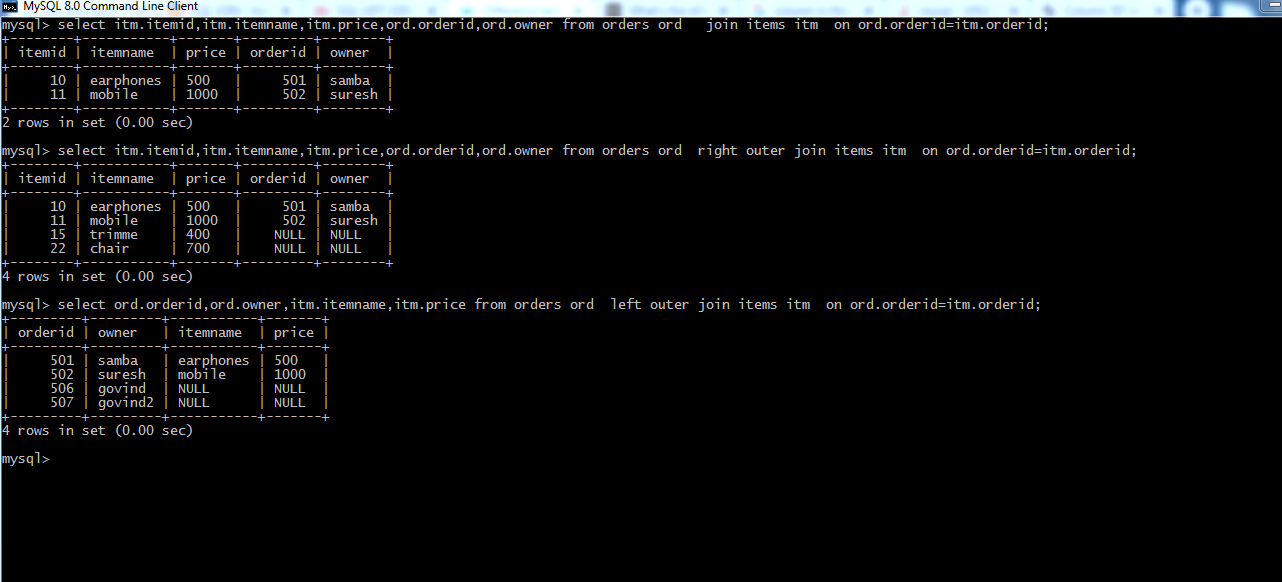 MySQL 8.0 Command Line Client
mysql> select itm.itemid,itm.itemname,itm.price,ord.orderid,ord.owner from orders ord   join items itm  on ord.orderid=itm.orderid;
+--------+-----------+-------+---------+--------+
| itemid | itemname  | price | orderid | owner  |
+--------+-----------+-------+---------+--------+
|     10 | earphones | 500   |     501 | samba  |
|     11 | mobile    | 1000  |     502 | suresh |
+--------+-----------+-------+---------+--------+
2 rows in set (0.00 sec)
mysql> select itm.itemid,itm.itemname,itm.price,ord.orderid,ord.owner from orders ord  right outer join items itm  on ord.orderid=itm.orderid;
+--------+-----------+-------+---------+--------+
| itemid | itemname  | price | orderid | owner  |
+--------+-----------+-------+---------+--------+
|     10 | earphones | 500   |     501 | samba  |
|     11 | mobile    | 1000  |     502 | suresh |
|     15 | trimme    | 400   |    NULL | NULL   |
|     22 | chair     | 700   |    NULL | NULL   |
+--------+-----------+-------+---------+--------+
4 rows in set (0.00 sec)
mysql> select ord.orderid,ord.owner,itm.itemname,itm.price from orders ord  left outer join items itm  on ord.orderid=itm.orderid;
+---------+---------+-----------+-------+
| orderid | owner   | itemname  | price |
+---------+---------+-----------+-------+
|     501 | samba   | earphones | 500   |
|     502 | suresh  | mobile    | 1000  |
|     506 | govind  | NULL      | NULL  |
|     507 | govind2 | NULL      | NULL  |
+---------+---------+-----------+-------+
4 rows in set (0.00 sec)
mysql>